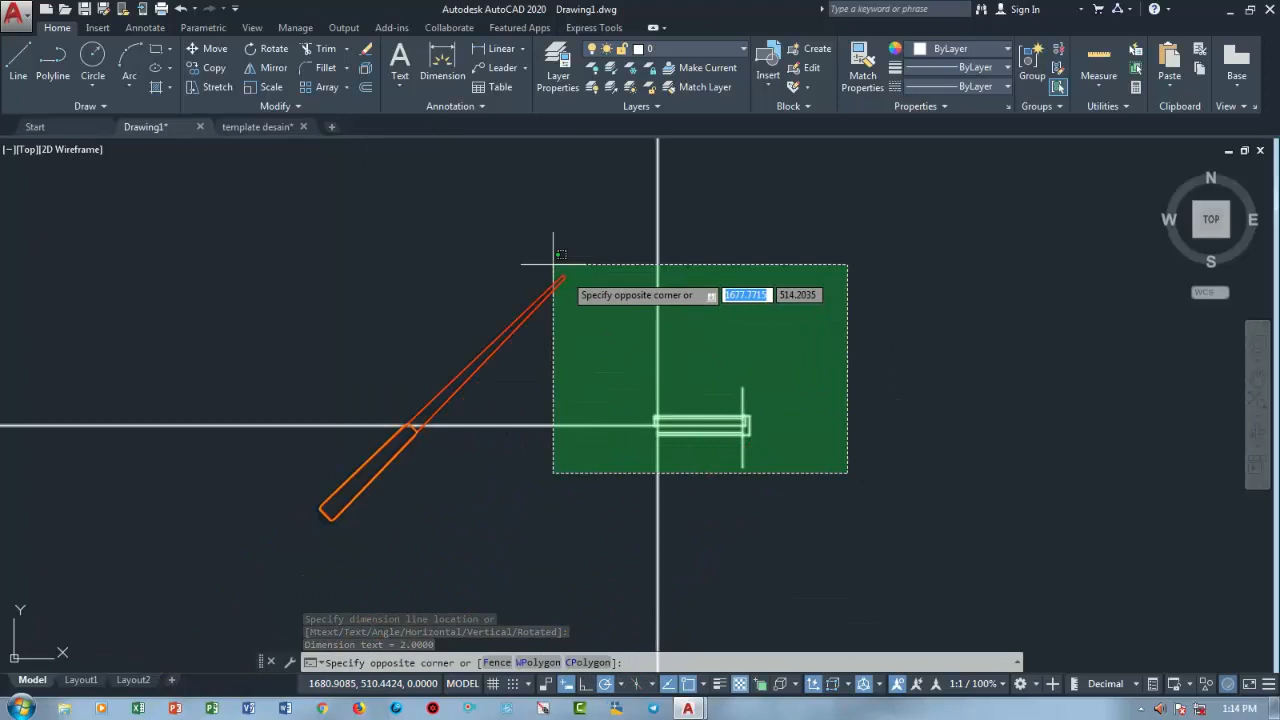 Autodesk AutoCAD 2020 Drawing1.dwg
Type a keyword or phrase
Sign In
Home Insert Annotate Parametric View Manage Output Add-ins Collaborate Featured Apps Express Tools
Line Polyline Circle Arc
Move Rotate Trim
Copy Mirror Fillet
Stretch Scale Array
Text Dimension
Linear
Leader
Table
Layer Properties
0
Make Current
Match Layer
Insert
Create
Edit
Match Properties
ByLayer
ByLayer
ByLayer
Group
Measure
Paste
Base
Draw Modify Annotation Layers Block Properties Groups Utilities Clipboard View
Start Drawing1* template desain*
[−][Top][2D Wireframe]
N
W TOP E
S
WCS
Specify opposite corner or 1677.7715 514.2035
Y
X
Specify dimension line location or
[Mtext/Text/Angle/Horizontal/Vertical/Rotated]:
Dimension text = 2.0000
Specify opposite corner or [Fence WPolygon CPolygon]:
Model Layout1 Layout2
1680.9085, 510.4424, 0.0000 MODEL
1:1 / 100%
Decimal
1:14 PM